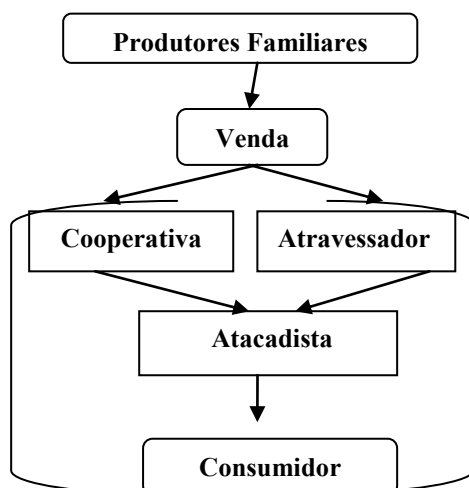 Produtores Familiares
Venda
Cooperativa
Atravessador
Atacadista
Consumidor